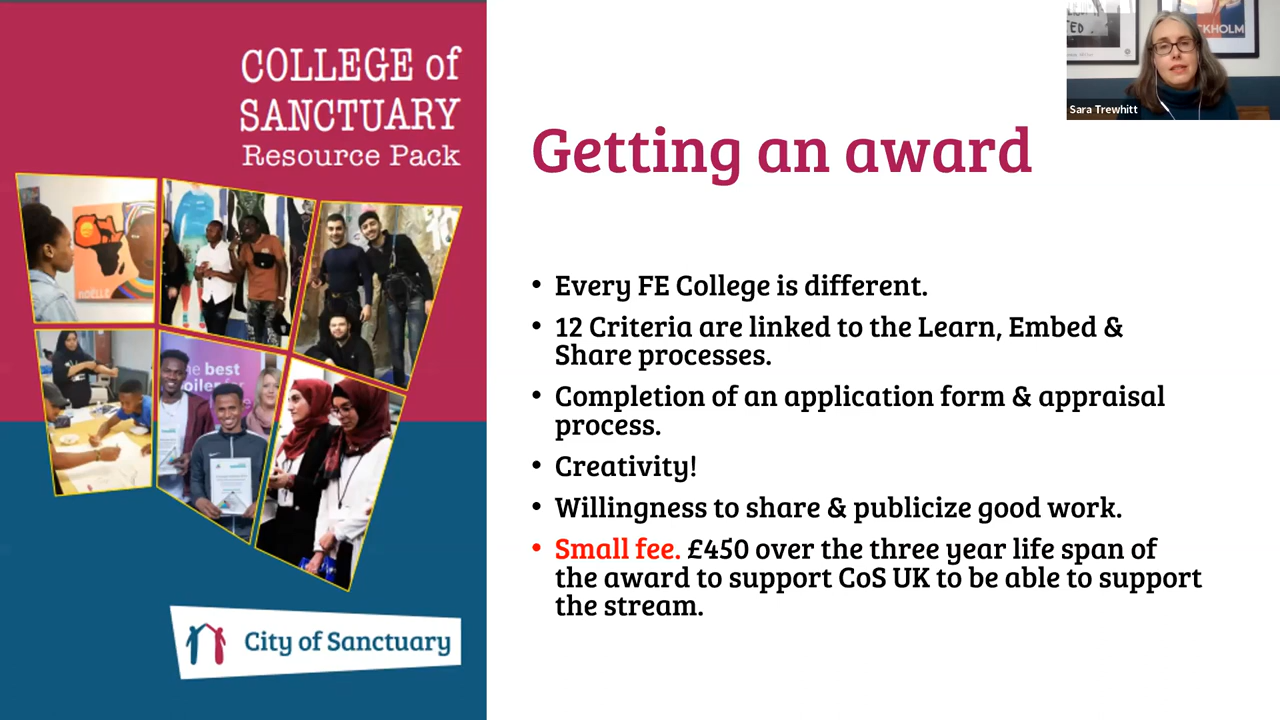 COLLEGE of
SANCTUARY
Resource Pack
NOËLLE
best
City of Sanctuary
Getting an award
• Every FE College is different.
• 12 Criteria are linked to the Learn, Embed &
Share processes.
• Completion of an application form & appraisal
process.
• Creativity!
• Willingness to share & publicize good work.
• Small fee. £450 over the three year life span of
the award to support CoS UK to be able to support
the stream.
Sara Trewhitt